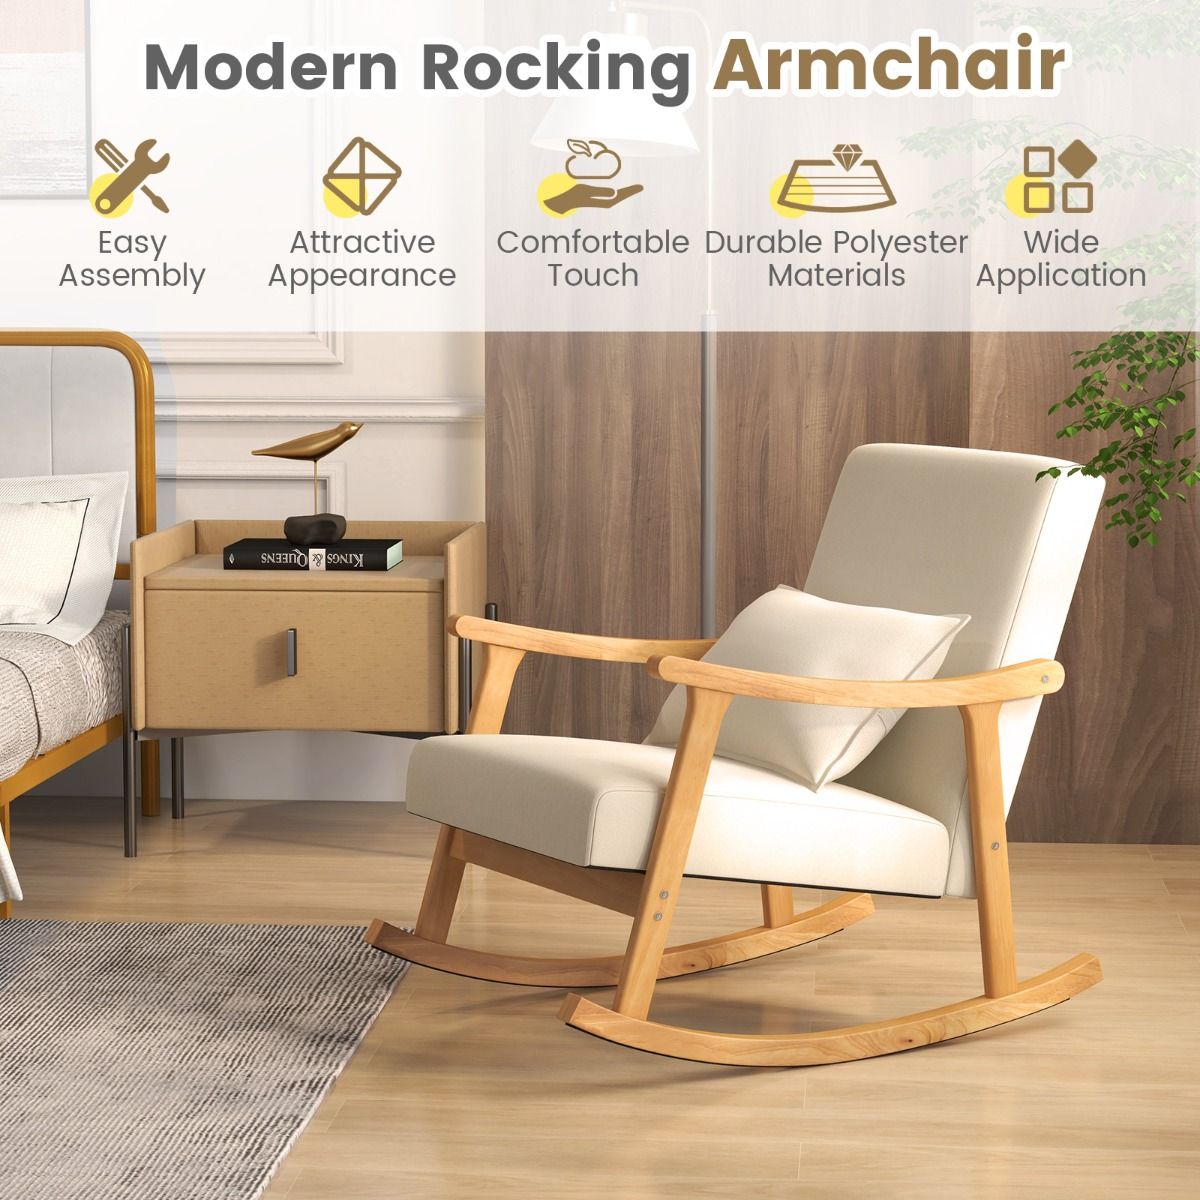 Modern Rocking Armchair
Easy
Assembly
Attractive
Appearance
Comfortable
Touch
Durable Polyester
Materials
Wide
Application
KINGS & QUEENS